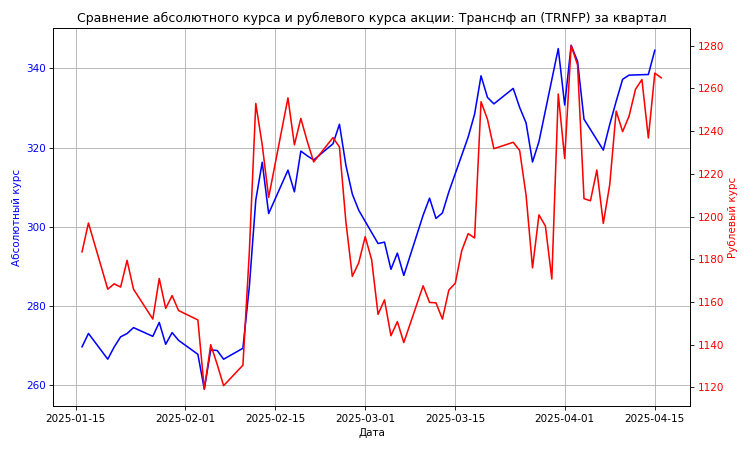 Сравнение абсолютного курса и рублевого курса акции: Транснф ап (TRNFP) за квартал
340
320
300
280
260
Абсолютный курс
1280
1260
1240
1220
1200
1180
1160
1140
1120
Рублевый курс
2025-01-15 2025-02-01 2025-02-15 2025-03-01 2025-03-15 2025-04-01 2025-04-15
Дата